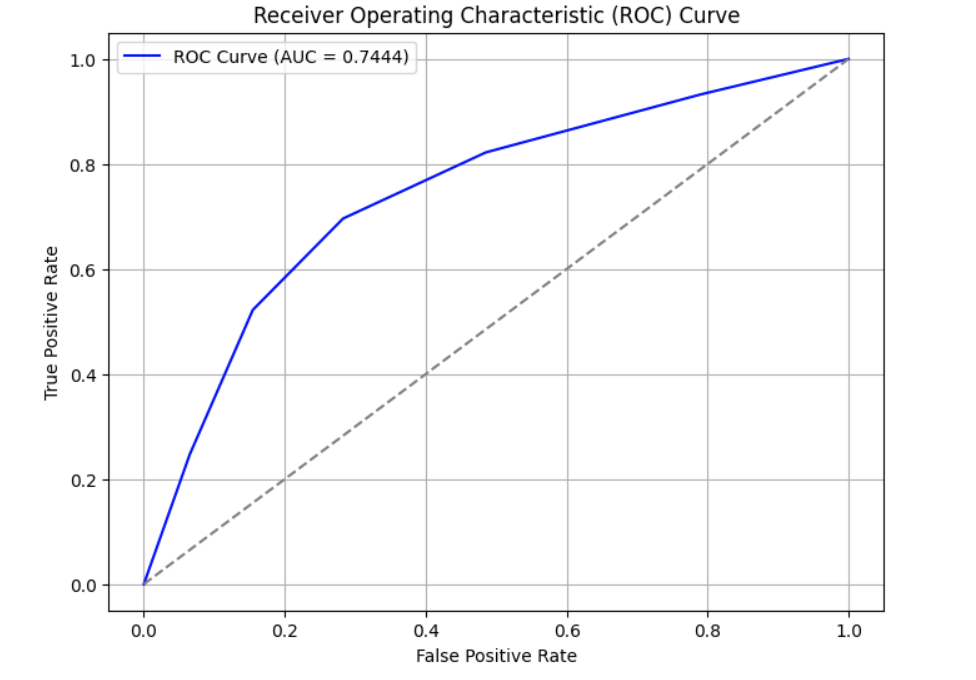 Receiver Operating Characteristic (ROC) Curve
ROC Curve (AUC = 0.7444)
1.0
0.8
0.6
0.4
0.2
0.0
True Positive Rate
0.0 0.2 0.4 0.6 0.8 1.0
False Positive Rate